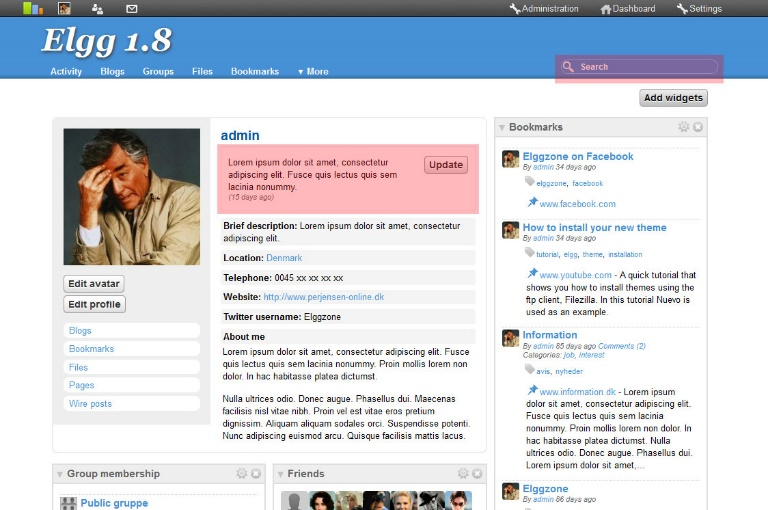 Administration Dashboard Settings
Elgg 1.8
Activity Blogs Groups Files Bookmarks ▼ More
Search
Add widgets
admin
Lorem ipsum dolor sit amet, consectetur
adipiscing elit. Fusce quis lectus quis sem
lacinia nonummy.
(15 days ago)
Update
Brief description: Lorem ipsum dolor sit amet, consectetur
adipiscing elit.
Location: Denmark
Telephone: 0045 xx xx xx xx
Website: http://www.perjensen-online.dk
Twitter username: Elggzone
About me
Lorem ipsum dolor sit amet, consectetur adipiscing elit. Fusce
quis lectus quis sem lacinia nonummy. Proin mollis lorem non
dolor. In hac habitasse platea dictumst.
Nulla ultrices odio. Donec augue. Phasellus dui. Maecenas
facilisis nisl vitae nibh. Proin vel est vitae eros pretium
dignissim. Aliquam aliquam sodales orci. Suspendisse potenti.
Nunc adipiscing euismod arcu. Quisque facilisis mattis lacus.
Edit avatar
Edit profile
Blogs
Bookmarks
Files
Pages
Wire posts
Group membership
Public gruppe
Friends
Bookmarks
Elggzone on Facebook
By admin 34 days ago
elggzone, facebook
www.facebook.com
How to install your new theme
By admin 34 days ago
tutorial, elgg, theme, installation
www.youtube.com - A quick tutorial that
shows you how to install themes using the
ftp client, Filezilla. In this tutorial Nuevo is
used as an example.
Information
By admin 85 days ago Comments (2)
Categories: job, interest
avis, nyheder
www.information.dk - Lorem ipsum
dolor sit amet, consectetur adipiscing elit.
Fusce quis lectus quis sem lacinia
nonummy. Proin mollis lorem non dolor. In
hac habitasse platea dictumst. Nulla
ultrices odio. Donec augue. Phasellus dui.
Lorem ipsum dolor sit amet,...
Elggzone
By admin 86 days ago